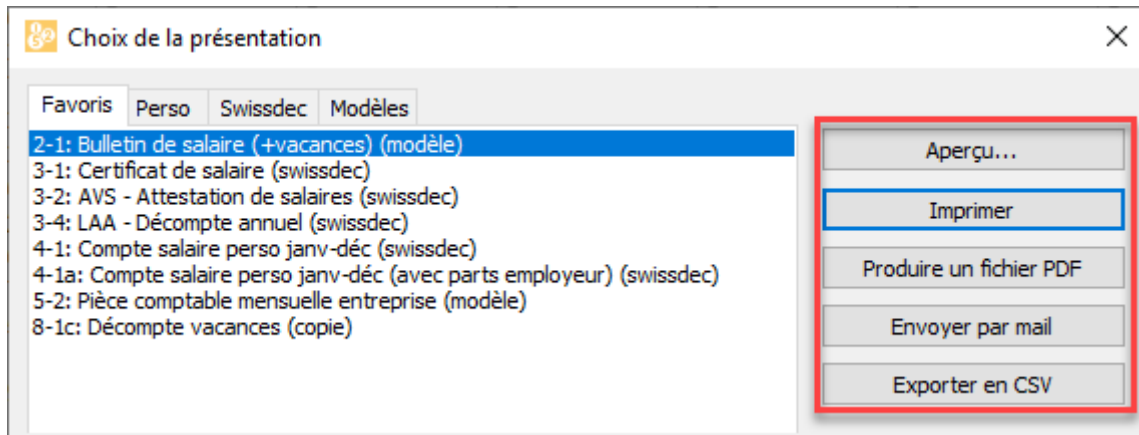 Choix de la présentation
Favoris Perso Swissdec Modèles
2-1: Bulletin de salaire (+vacances) (modèle)
3-1: Certificat de salaire (swissdec)
3-2: AVS - Attestation de salaires (swissdec)
3-4: LAA - Décompte annuel (swissdec)
4-1: Compte salaire perso janv-déc (swissdec)
4-1a: Compte salaire perso janv-déc (avec parts employeur) (swissdec)
5-2: Pièce comptable mensuelle entreprise (modèle)
8-1c: Décompte vacances (copie)
Aperçu...
Imprimer
Produire un fichier PDF
Envoyer par mail
Exporter en CSV